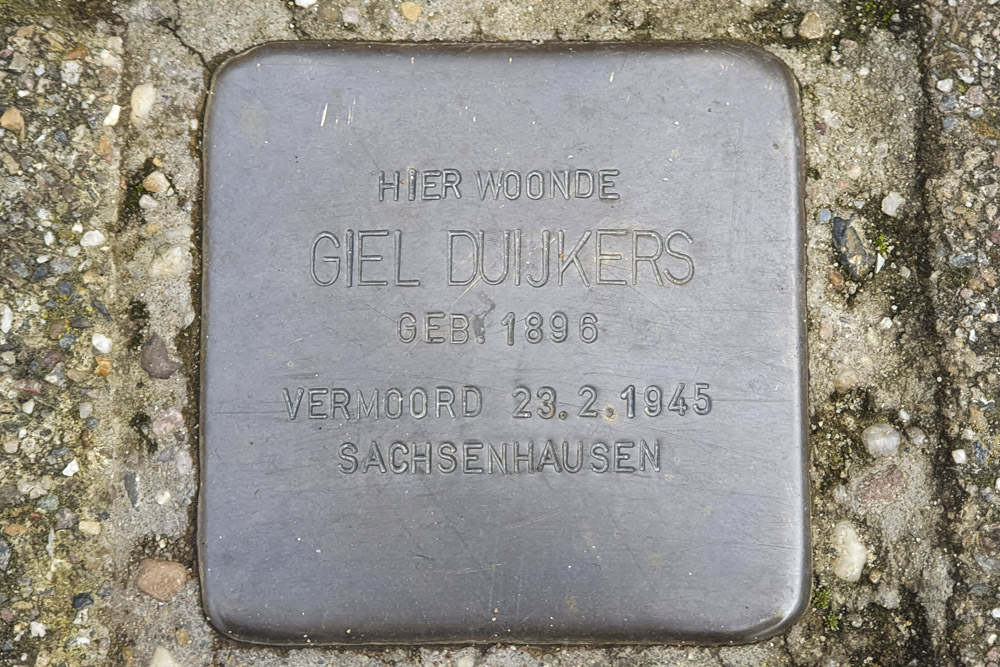 HIER WOONDE
GIEL DUIJKERS
GEB. 1896
VERMOORD 23.2.1945
SACHSENHAUSEN